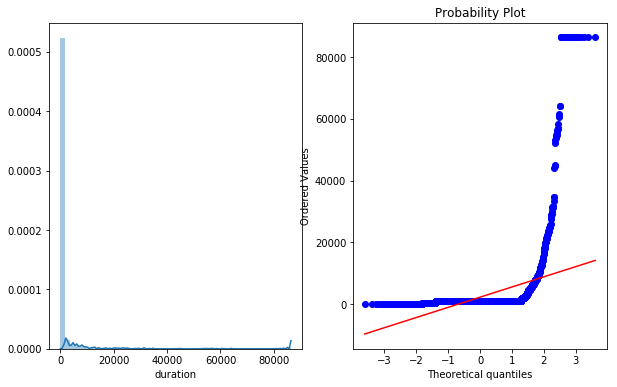 0.0005
0.0004
0.0003
0.0002
0.0001
0.0000
0 20000 40000 60000 80000
duration
Probability Plot
80000
60000
40000
20000
0
Ordered Values
−3 −2 −1 0 1 2 3
Theoretical quantiles